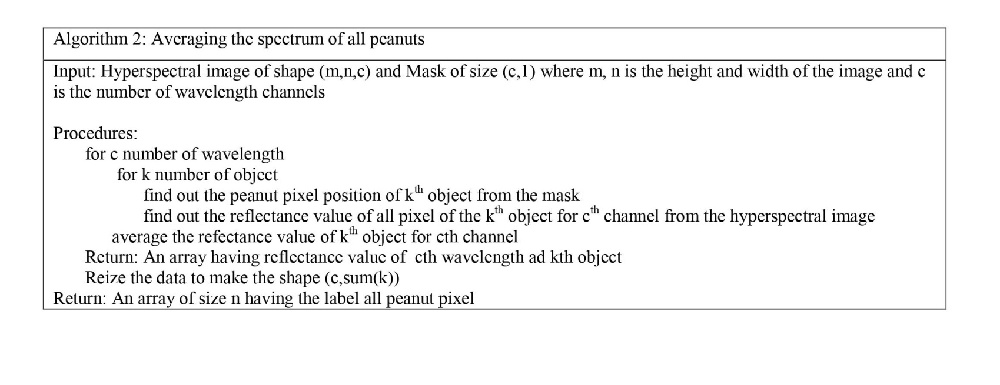 Algorithm 2: Averaging the spectrum of all peanuts
Input: Hyperspectral image of shape (m,n,c) and Mask of size (c,1) where m, n is the height and width of the image and c
is the number of wavelength channels
Procedures:
for c number of wavelength
for k number of object
find out the peanut pixel position of kth object from the mask
find out the reflectance value of all pixel of the kth object for cth channel from the hyperspectral image
average the refectance value of kth object for cth channel
Return: An array having reflectance value of cth wavelength ad kth object
Reize the data to make the shape (c,sum(k))
Return: An array of size n having the label all peanut pixel